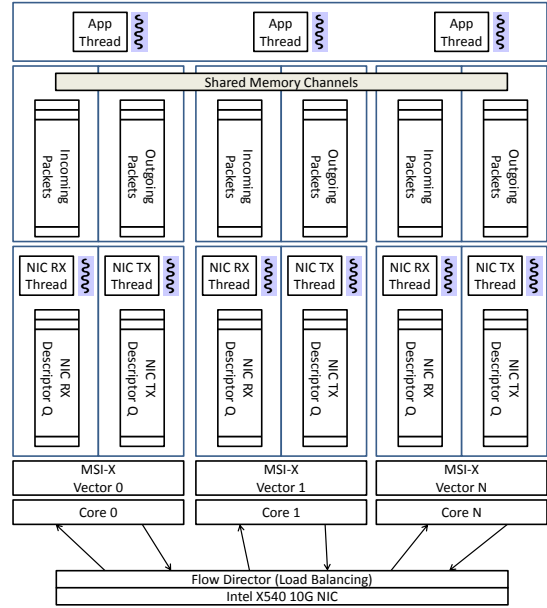 App
Thread
App
Thread
App
Thread
Shared Memory Channels
Incoming
Packets
Outgoing
Packets
Incoming
Packets
Outgoing
Packets
Incoming
Packets
Outgoing
Packets
NIC RX
Thread
NIC TX
Thread
NIC RX
Thread
NIC TX
Thread
NIC RX
Thread
NIC TX
Thread
NIC RX
Descriptor Q
NIC TX
Descriptor Q
NIC RX
Descriptor Q
NIC TX
Descriptor Q
NIC RX
Descriptor Q
NIC TX
Descriptor Q
MSI-X
Vector 0
MSI-X
Vector 1
MSI-X
Vector N
Core 0
Core 1
Core N
Flow Director (Load Balancing)
Intel X540 10G NIC